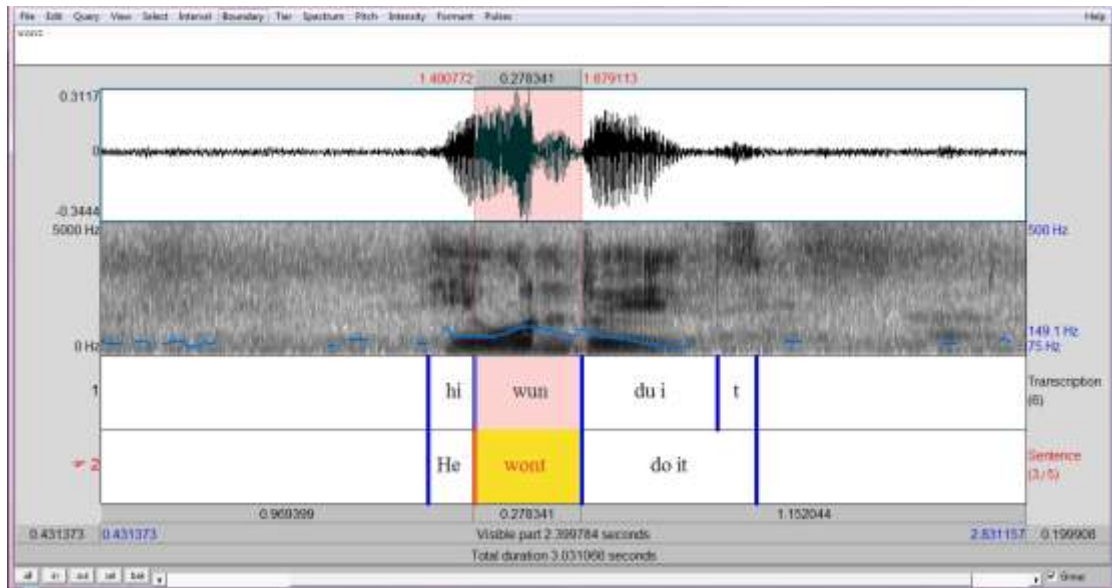 File Edit Query View Select Interval Boundary Tier Spectrum Pitch Intensity Formant Pulses Help
wont
1.400772 0.278341 1.679113
0.3117
0
-0.3444
5000 Hz 500 Hz
149.1 Hz
0 Hz 75 Hz
1 hi wun du i t Transcription
(6)
2 He wont do it Sentence
(3/5)
0.969399 0.278341 1.152044
0.431373 0.431373 Visible part 2.399784 seconds 2.831157 0.199908
Total duration 3.031066 seconds
all in out sel bak Group